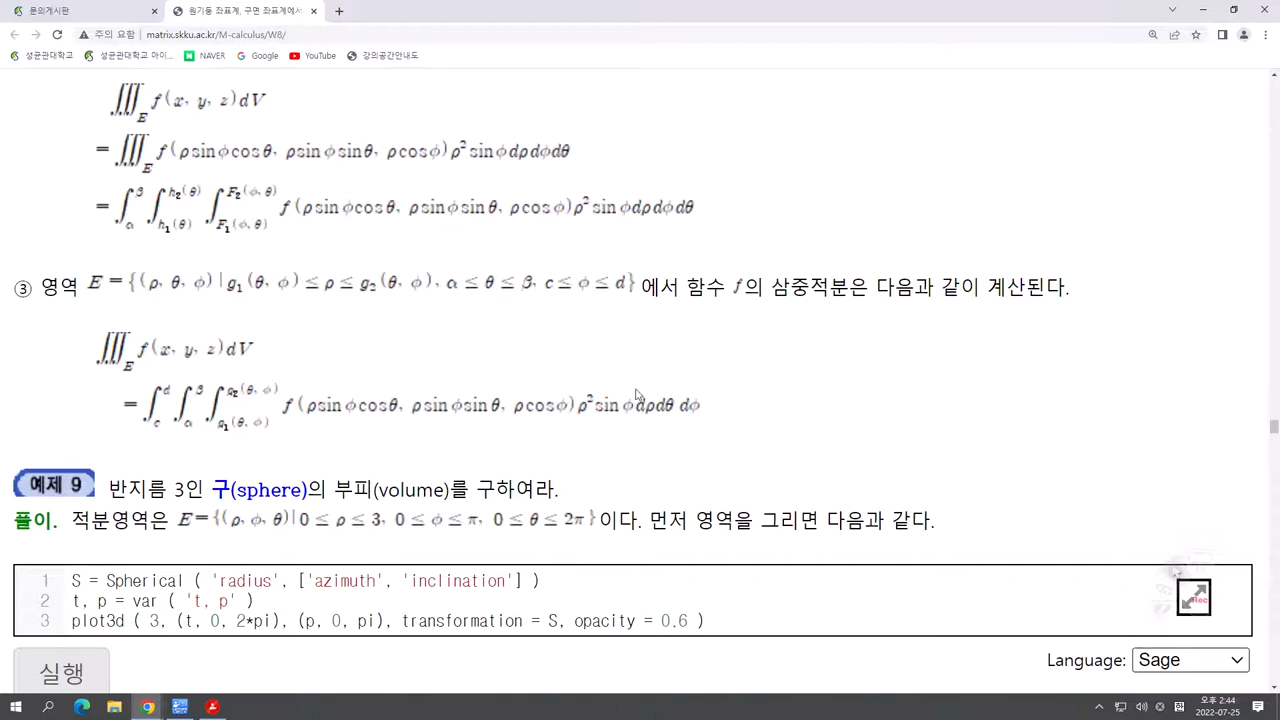 문의게시판
원기둥 좌표계, 구면 좌표계에서
주의 요함 | matrix.skku.ac.kr/M-calculus/W8/
성균관대학교 성균관대학교 아이... NAVER Google YouTube 강의공간안내도
∭_E f(x, y, z)dV
= ∭_E f(ρsinϕcosθ, ρsinϕsinθ, ρcosϕ)ρ²sinϕdρdϕdθ
= ∫_α^β ∫_{h₁(θ)}^{h₂(θ)} ∫_{F₁(ϕ, θ)}^{F₂(ϕ, θ)} f(ρsinϕcosθ, ρsinϕsinθ, ρcosϕ)ρ²sinϕdρdϕdθ
③ 영역 E={(ρ, θ, ϕ)|g₁(θ, ϕ)≤ρ≤g₂(θ, ϕ), α≤θ≤β, c≤ϕ≤d}에서 함수 f의 삼중적분은 다음과 같이 계산된다.
∭_E f(x, y, z)dV
= ∫_c^d ∫_α^β ∫_{g₁(θ, ϕ)}^{g₂(θ, ϕ)} f(ρsinϕcosθ, ρsinϕsinθ, ρcosϕ)ρ²sinϕdρdθ dϕ
예제 9 반지름 3인 구(sphere)의 부피(volume)를 구하여라.
풀이. 적분영역은 E={(ρ, ϕ, θ)|0≤ρ≤3, 0≤ϕ≤π, 0≤θ≤2π}이다. 먼저 영역을 그리면 다음과 같다.
1 S = Spherical ( 'radius', ['azimuth', 'inclination'] )
2 t, p = var ( 't, p' )
3 plot3d ( 3, (t, 0, 2*pi), (p, 0, pi), transformation = S, opacity = 0.6 )
Rec
실행
Language: Sage
오후 2:44
2022-07-25